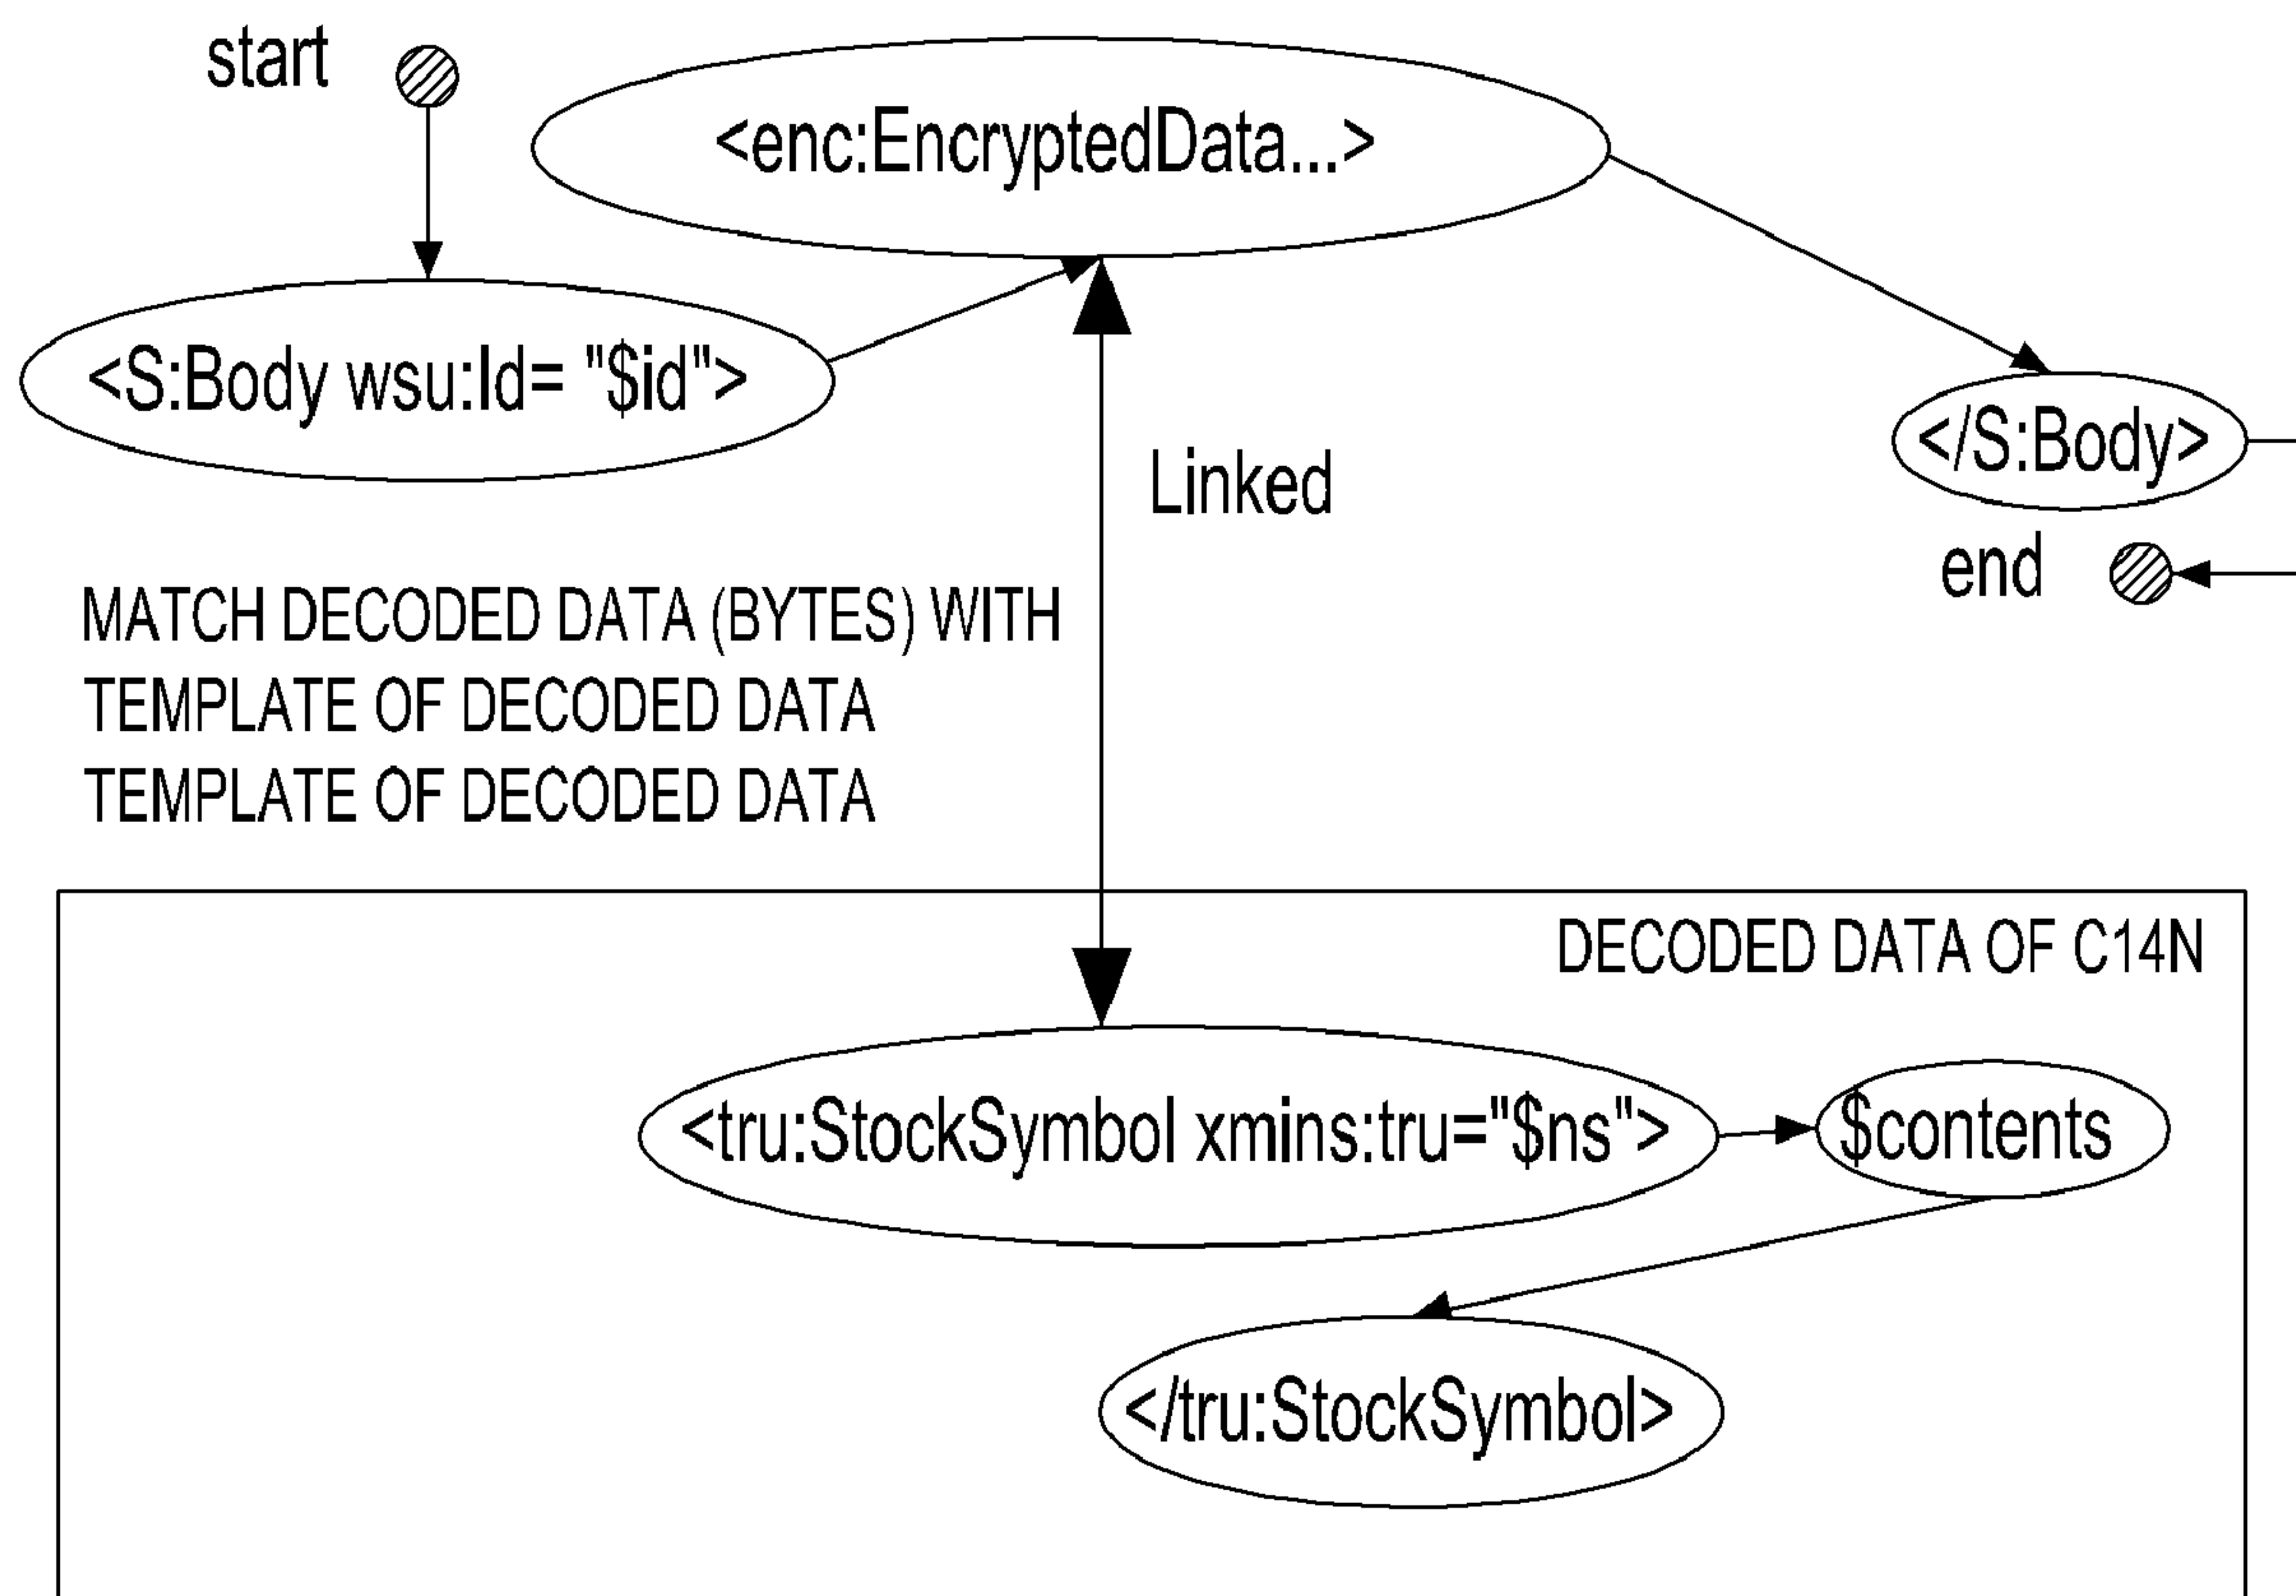 start
<enc:EncryptedData...>
<S:Body wsu:Id= "$id">
Linked
</S:Body>
end
MATCH DECODED DATA (BYTES) WITH
TEMPLATE OF DECODED DATA
TEMPLATE OF DECODED DATA
DECODED DATA OF C14N
<tru:StockSymbol xmins:tru="$ns">
$contents
</tru:StockSymbol>